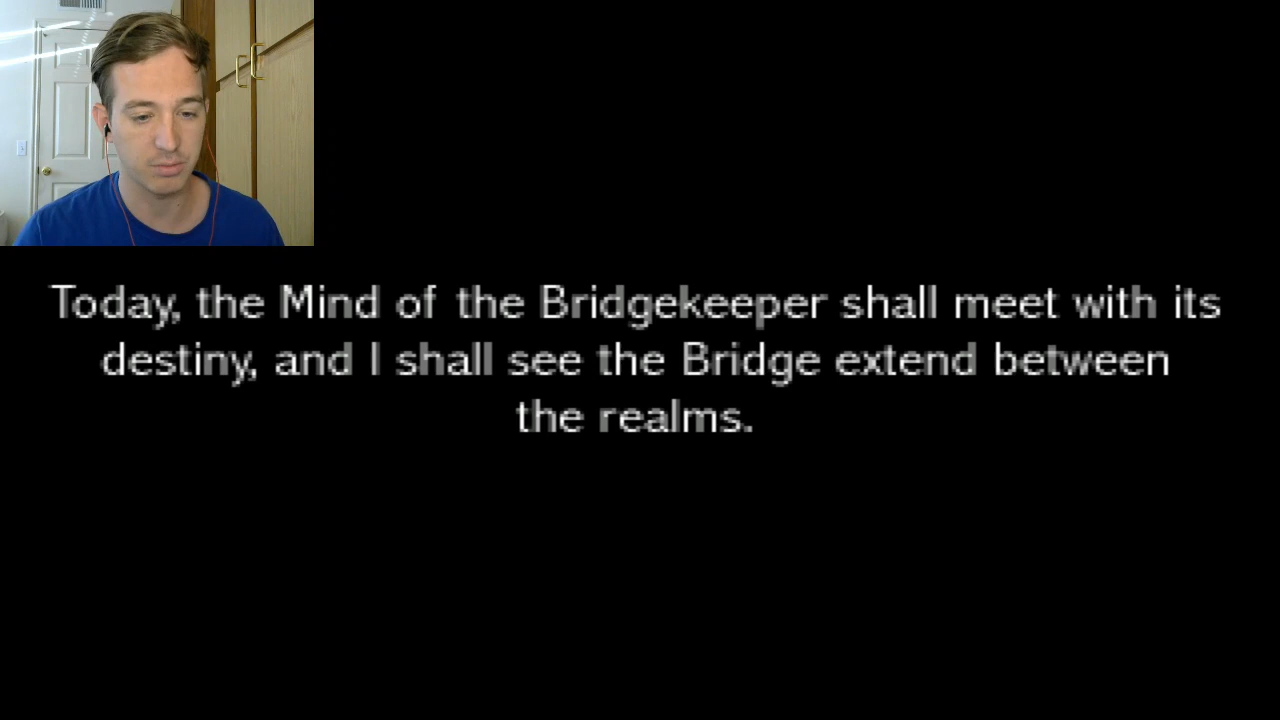 Today, the Mind of the Bridgekeeper shall meet with its
destiny, and I shall see the Bridge extend between
the realms.